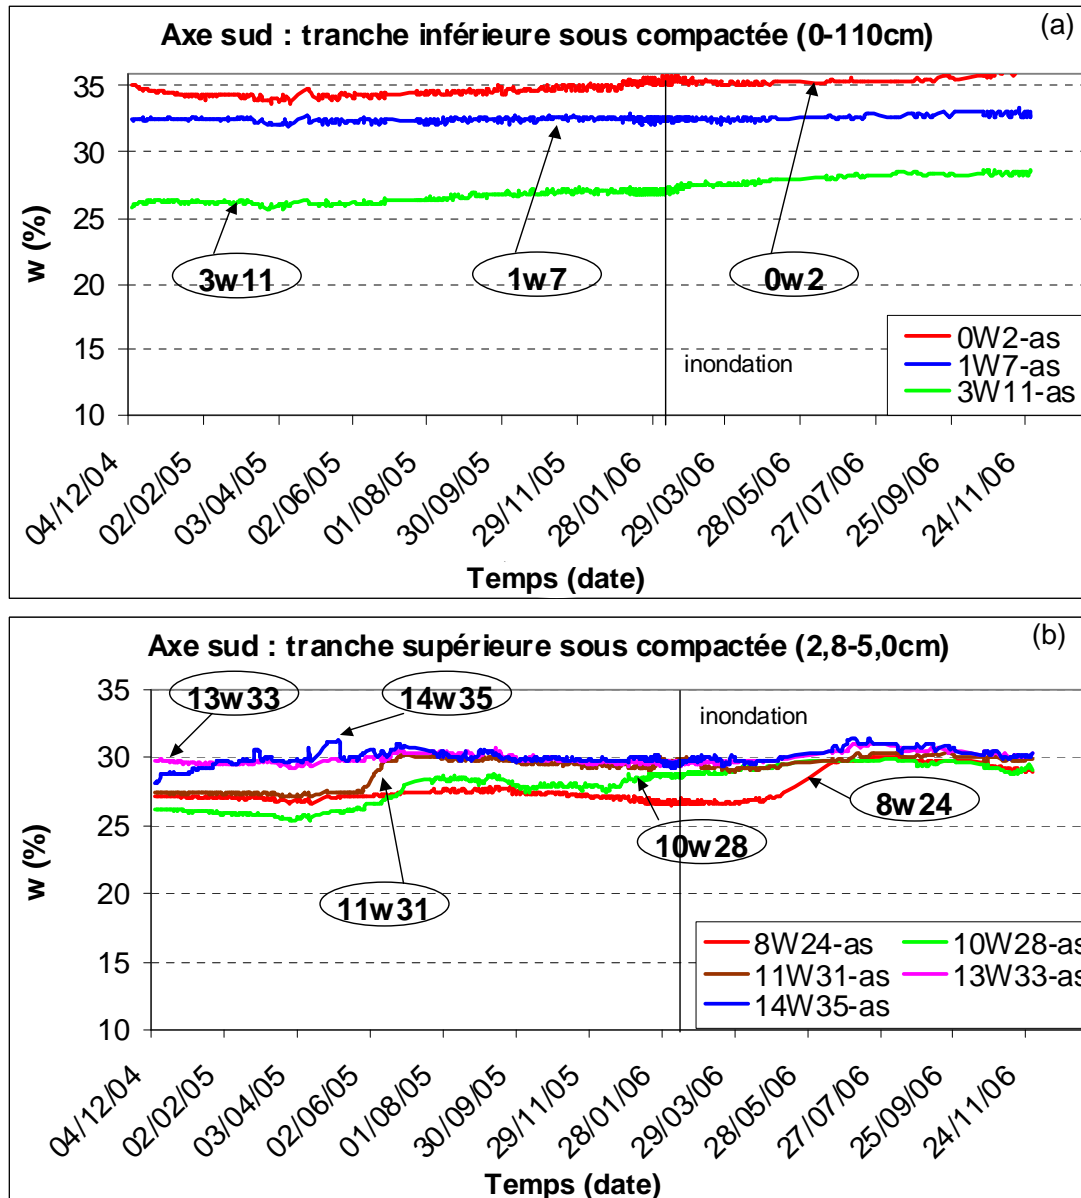 (a)
Axe sud : tranche inférieure sous compactée (0-110cm)
35
30
25
20
15
10
w (%)
3w11
1w7
0w2
inondation
0W2-as
1W7-as
3W11-as
04/12/04
02/02/05
03/04/05
02/06/05
01/08/05
30/09/05
29/11/05
28/01/06
29/03/06
28/05/06
27/07/06
25/09/06
24/11/06
Temps (date)
(b)
Axe sud : tranche supérieure sous compactée (2,8-5,0cm)
35
30
25
20
15
10
w (%)
13w33
14w35
inondation
11w31
10w28
8w24
8W24-as
10W28-as
11W31-as
13W33-as
14W35-as
04/12/04
02/02/05
03/04/05
02/06/05
01/08/05
30/09/05
29/11/05
28/01/06
29/03/06
28/05/06
27/07/06
25/09/06
24/11/06
Temps (date)